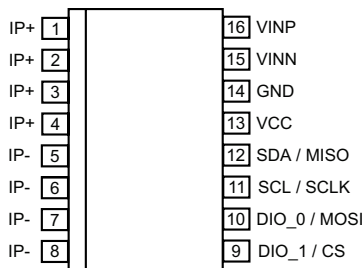 IP+ 1 16 VINP
IP+ 2 15 VINN
IP+ 3 14 GND
IP+ 4 13 VCC
IP- 5 12 SDA / MISO
IP- 6 11 SCL / SCLK
IP- 7 10 DIO_0 / MOSI
IP- 8 9 DIO_1 / CS